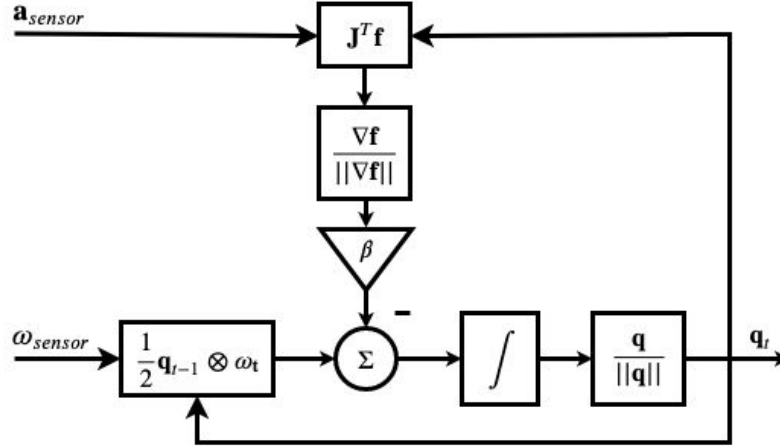 𝐚_sensor
𝐉^T 𝐟
∇𝐟
||∇𝐟||
β
−
ω_sensor
1/2 𝐪_{t−1} ⊗ ω_𝐭
Σ
∫
𝐪
||𝐪||
𝐪_t